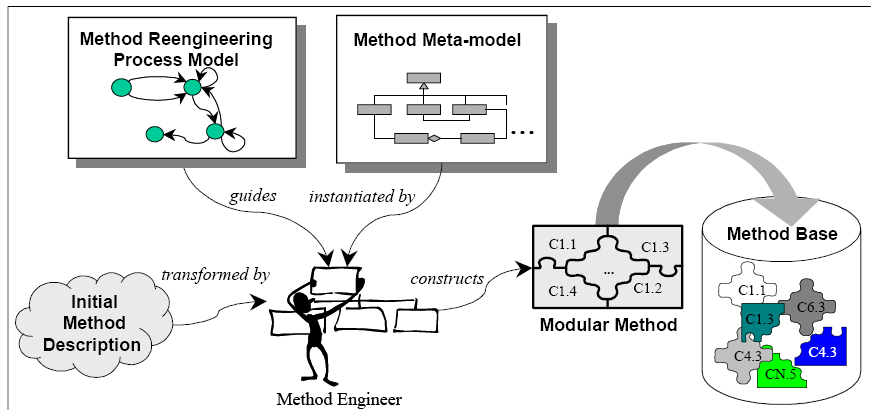 Method Reengineering
Process Model
Method Meta-model
...
guides
instantiated by
transformed by
constructs
Initial
Method
Description
Method Engineer
C1.1
C1.3
...
C1.4
C1.2
Modular Method
Method Base
C1.1
C6.3
C1.3
C4.3
C4.3
CN.5